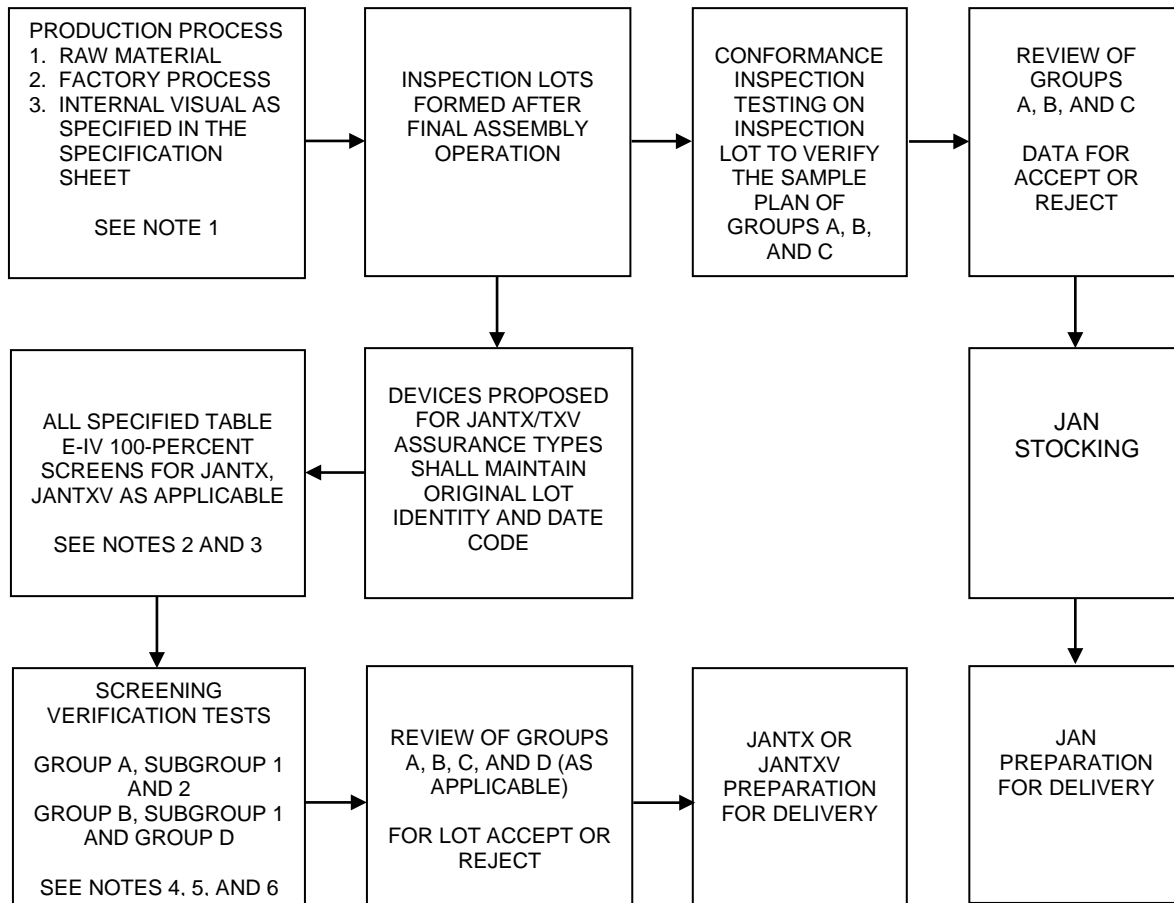 PRODUCTION PROCESS
1. RAW MATERIAL
2. FACTORY PROCESS
3. INTERNAL VISUAL AS
SPECIFIED IN THE
SPECIFICATION
SHEET
SEE NOTE 1
INSPECTION LOTS
FORMED AFTER
FINAL ASSEMBLY
OPERATION
CONFORMANCE
INSPECTION
TESTING ON
INSPECTION
LOT TO VERIFY
THE SAMPLE
PLAN OF
GROUPS A, B,
AND C
REVIEW OF
GROUPS
A, B, AND C
DATA FOR
ACCEPT OR
REJECT
ALL SPECIFIED TABLE
E-IV 100-PERCENT
SCREENS FOR JANTX,
JANTXV AS APPLICABLE
SEE NOTES 2 AND 3
DEVICES PROPOSED
FOR JANTX/TXV
ASSURANCE TYPES
SHALL MAINTAIN
ORIGINAL LOT
IDENTITY AND DATE
CODE
JAN
STOCKING
SCREENING
VERIFICATION TESTS
GROUP A, SUBGROUP 1
AND 2
GROUP B, SUBGROUP 1
AND GROUP D
SEE NOTES 4, 5, AND 6
REVIEW OF GROUPS
A, B, C, AND D (AS
APPLICABLE)
FOR LOT ACCEPT OR
REJECT
JANTX OR
JANTXV
PREPARATION
FOR DELIVERY
JAN
PREPARATION
FOR DELIVERY